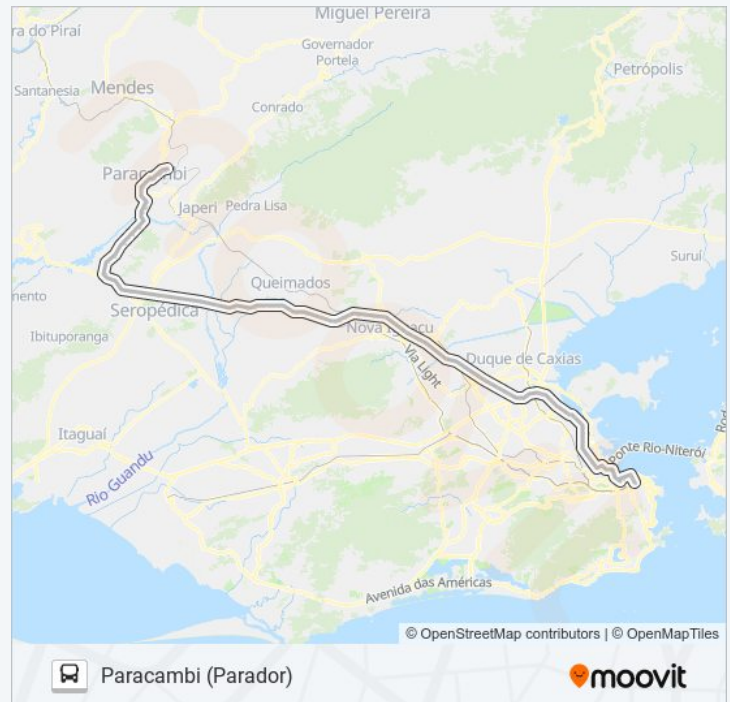 Miguel Pereira
ra do Piraí
Governador
Portela
Petrópolis
Santanesia
Mendes
Conrado
Paracambi
Japeri
Pedra Lisa
Suruí
Queimados
mento
Seropédica
Nova Iguaçu
Ibituporanga
Via Light
Duque de Caxias
Itaguaí
Ponte Rio-Niterói
Rod
Rio Guandu
Avenida das Américas
© OpenStreetMap contributors | © OpenMapTiles
Paracambi (Parador)
moovit